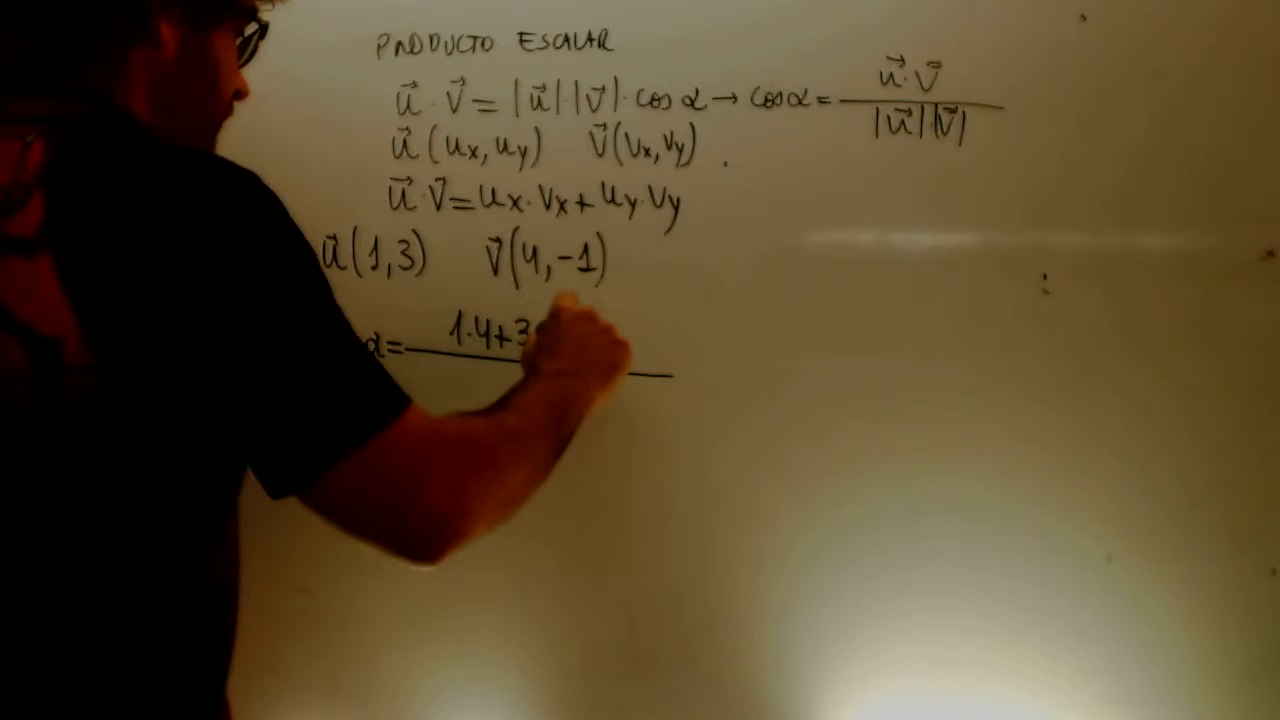 PRODUCTO ESCALAR
u⃗ · v⃗ = |u⃗|·|v⃗| · cos α → cos α = u⃗·v⃗ / |u⃗|·|v⃗|
u⃗ (ux, uy) v⃗ (vx, vy)
u⃗·v⃗ = ux·vx + uy·vy
u⃗(1,3) v⃗(4,-1)
α = 1·4+3